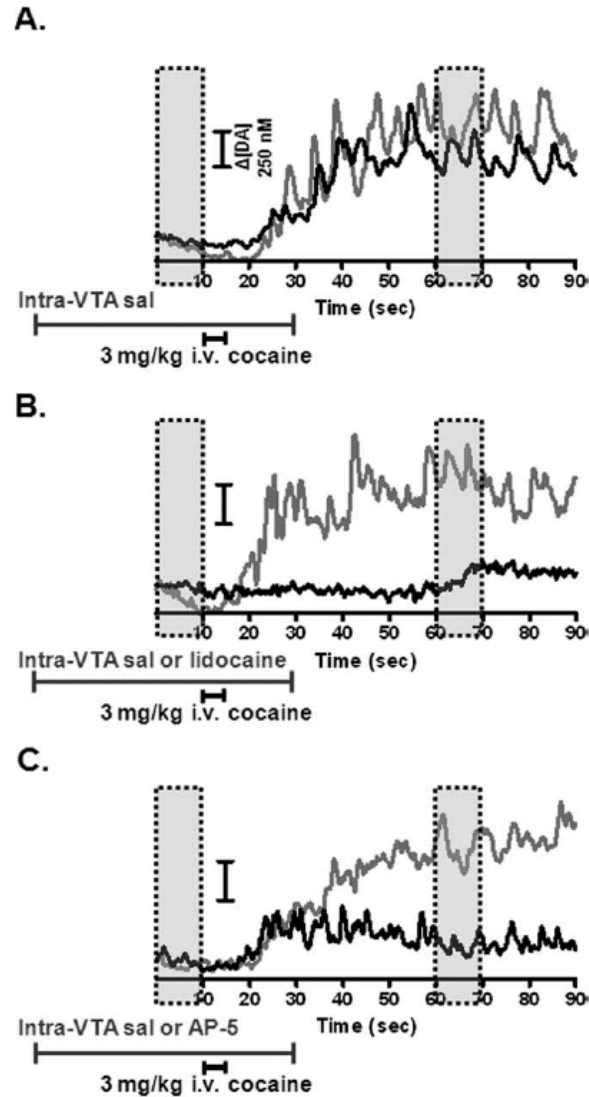 A.
Δ[DA]
250 nM
10 20 30 40 50 60 70 80 90
Intra-VTA sal
Time (sec)
3 mg/kg i.v. cocaine
B.
10 20 30 40 50 60 70 80 90
Intra-VTA sal or lidocaine
Time (sec)
3 mg/kg i.v. cocaine
C.
10 20 30 40 50 60 70 80 90
Intra-VTA sal or AP-5
Time (sec)
3 mg/kg i.v. cocaine